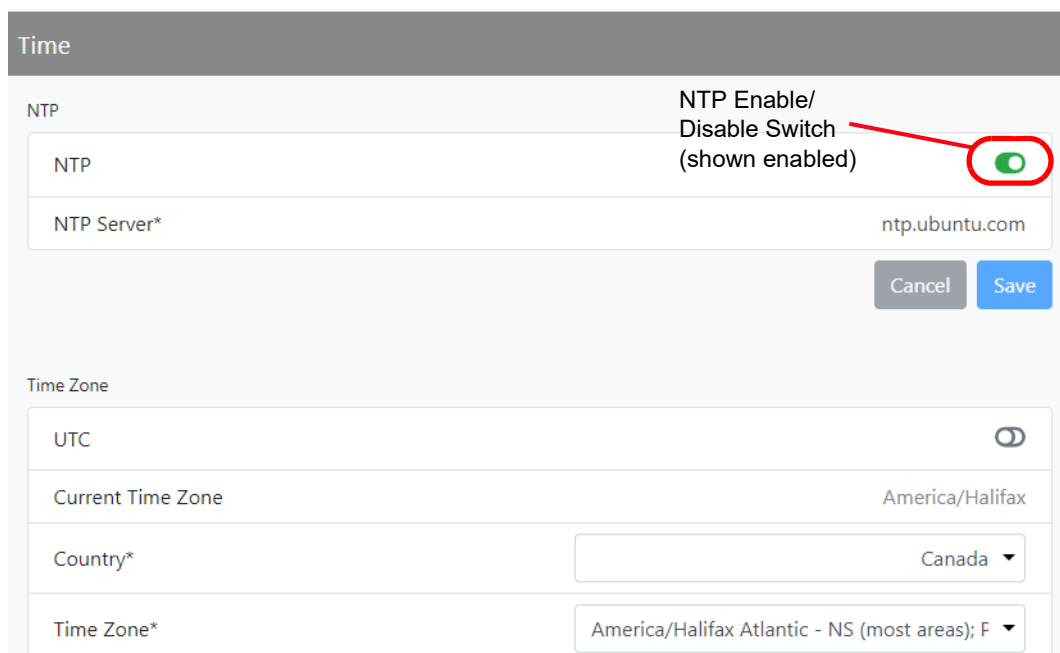 Time
NTP
NTP Enable/
Disable Switch
(shown enabled)
NTP
NTP Server*
ntp.ubuntu.com
Cancel
Save
Time Zone
UTC
Current Time Zone
America/Halifax
Country*
Canada
Time Zone*
America/Halifax Atlantic - NS (most areas);